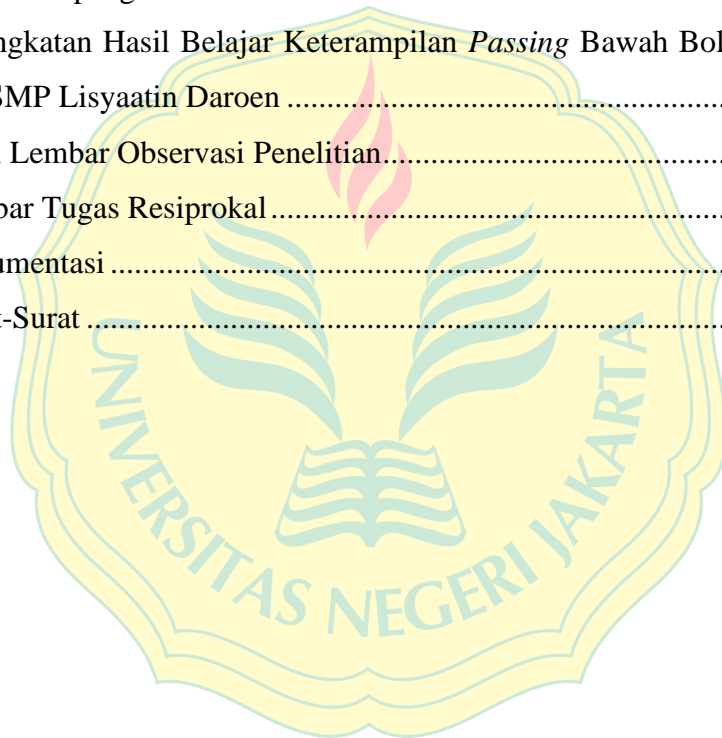 ngkatan Hasil Belajar Keterampilan Passing Bawah Bol
SMP Lisyaatin Daroen ..........................................................
Lembar Observasi Penelitian..........................................
bar Tugas Resiprokal............................................................
umentasi ....................................................................................
-Surat ........................................................................................
UNIVERSITAS NEGERI JAKARTA